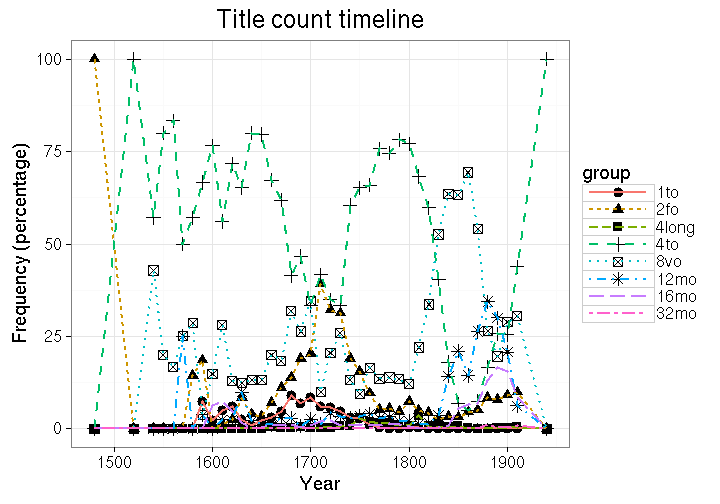 Title count timeline
Frequency (percentage)
100
75
50
25
0
1500 1600 1700 1800 1900
Year
group
1to
2fo
4long
4to
8vo
12mo
16mo
32mo